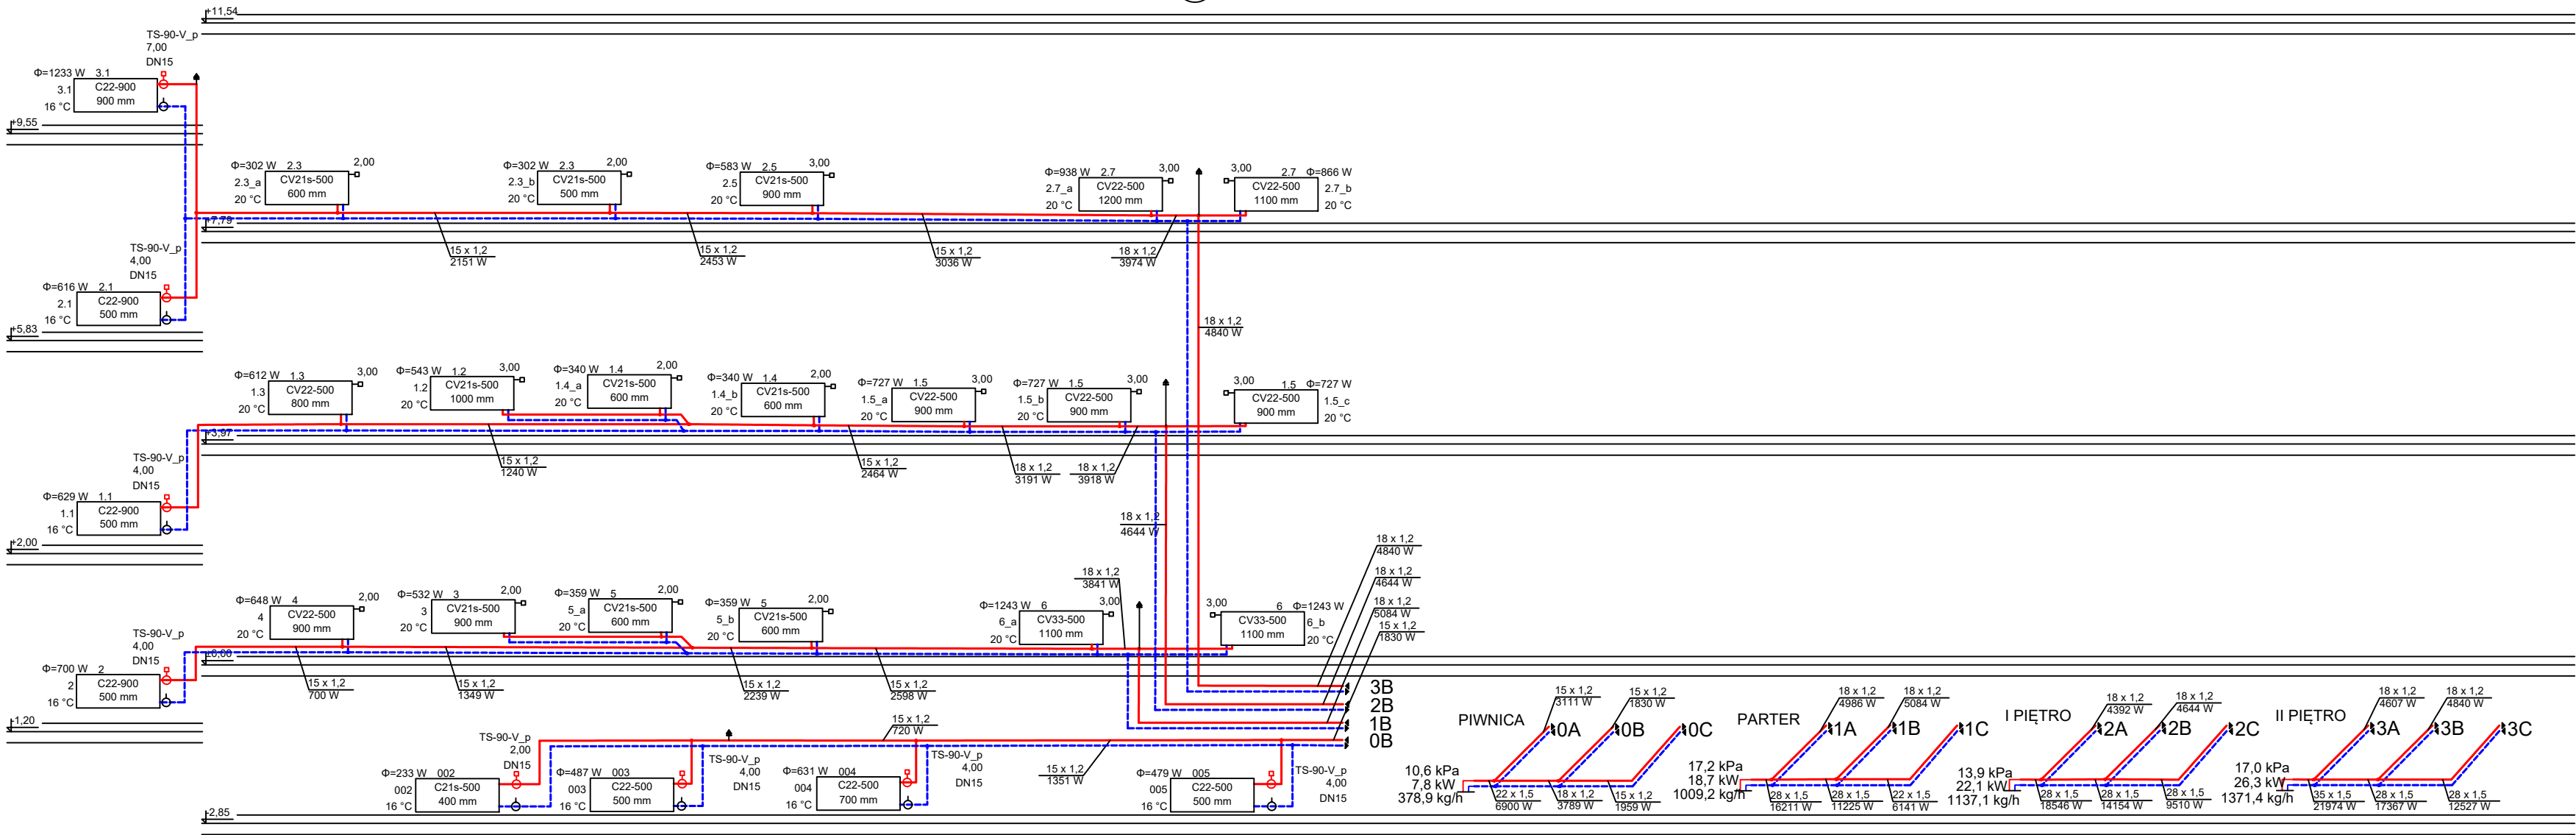 +11,54
TS-90-V_p
7,00
DN15
Φ=1233 W 3.1
3.1
16 °C
C22-900
900 mm
+9,55
Φ=302 W 2.3
2,00
2.3_a
20 °C
CV21s-500
600 mm
Φ=302 W 2.3
2,00
2.3_b
20 °C
CV21s-500
500 mm
Φ=583 W 2.5
3,00
2.5
20 °C
CV21s-500
900 mm
Φ=938 W 2.7
3,00
2.7_a
20 °C
CV22-500
1200 mm
3,00
2.7 Φ=866 W
CV22-500
1100 mm
2.7_b
20 °C
+7,79
15 x 1,2
2151 W
15 x 1,2
2453 W
15 x 1,2
3036 W
18 x 1,2
3974 W
TS-90-V_p
4,00
DN15
Φ=616 W 2.1
2.1
16 °C
C22-900
500 mm
+5,83
18 x 1,2
4840 W
Φ=612 W 1.3
3,00
1.3
20 °C
CV22-500
800 mm
Φ=543 W 1.2
3,00
1.2
20 °C
CV21s-500
1000 mm
Φ=340 W 1.4
2,00
1.4_a
20 °C
CV21s-500
600 mm
Φ=340 W 1.4
2,00
1.4_b
20 °C
CV21s-500
600 mm
Φ=727 W 1.5
3,00
1.5_a
20 °C
CV22-500
900 mm
Φ=727 W 1.5
3,00
1.5_b
20 °C
CV22-500
900 mm
3,00
1.5 Φ=727 W
CV22-500
900 mm
1.5_c
20 °C
+3,97
15 x 1,2
1240 W
15 x 1,2
2464 W
18 x 1,2
3191 W
18 x 1,2
3918 W
TS-90-V_p
4,00
DN15
Φ=629 W 1.1
1.1
16 °C
C22-900
500 mm
+2,00
18 x 1,2
4644 W
18 x 1,2
4840 W
18 x 1,2
4644 W
18 x 1,2
5084 W
15 x 1,2
1830 W
18 x 1,2
3841 W
Φ=648 W 4
2,00
4
20 °C
CV22-500
900 mm
Φ=532 W 3
2,00
3
20 °C
CV21s-500
900 mm
Φ=359 W 5
2,00
5_a
20 °C
CV21s-500
600 mm
Φ=359 W 5
2,00
5_b
20 °C
CV21s-500
600 mm
Φ=1243 W 6
3,00
6_a
20 °C
CV33-500
1100 mm
3,00
6 Φ=1243 W
CV33-500
1100 mm
6_b
20 °C
TS-90-V_p
4,00
DN15
Φ=700 W 2
2
16 °C
C22-900
500 mm
15 x 1,2
700 W
15 x 1,2
1349 W
15 x 1,2
2239 W
15 x 1,2
2598 W
-1,20
3B
2B
1B
0B
15 x 1,2
720 W
15 x 1,2
1351 W
TS-90-V_p
2,00
DN15
Φ=233 W 002
002
16 °C
C21s-500
400 mm
Φ=487 W 003
003
16 °C
C22-500
500 mm
TS-90-V_p
4,00
DN15
Φ=631 W 004
004
16 °C
C22-500
700 mm
TS-90-V_p
4,00
DN15
Φ=479 W 005
005
16 °C
C22-500
500 mm
TS-90-V_p
4,00
DN15
-2,85
PIWNICA
15 x 1,2
3111 W
15 x 1,2
1830 W
0A
0B
0C
10,6 kPa
7,8 kW
378,9 kg/h
22 x 1,5
6900 W
18 x 1,2
3789 W
15 x 1,2
1959 W
PARTER
18 x 1,2
4986 W
18 x 1,2
5084 W
1A
1B
1C
17,2 kPa
18,7 kW
1009,2 kg/h
28 x 1,5
16211 W
28 x 1,5
11225 W
22 x 1,5
6141 W
I PIĘTRO
18 x 1,2
4392 W
18 x 1,2
4644 W
2A
2B
2C
13,9 kPa
22,1 kW
1137,1 kg/h
28 x 1,5
18546 W
28 x 1,5
14154 W
22 x 1,5
9510 W
II PIĘTRO
18 x 1,2
4607 W
18 x 1,2
4840 W
3A
3B
3C
17,0 kPa
26,3 kW
1371,4 kg/h
35 x 1,5
21974 W
28 x 1,5
17367 W
28 x 1,5
12527 W